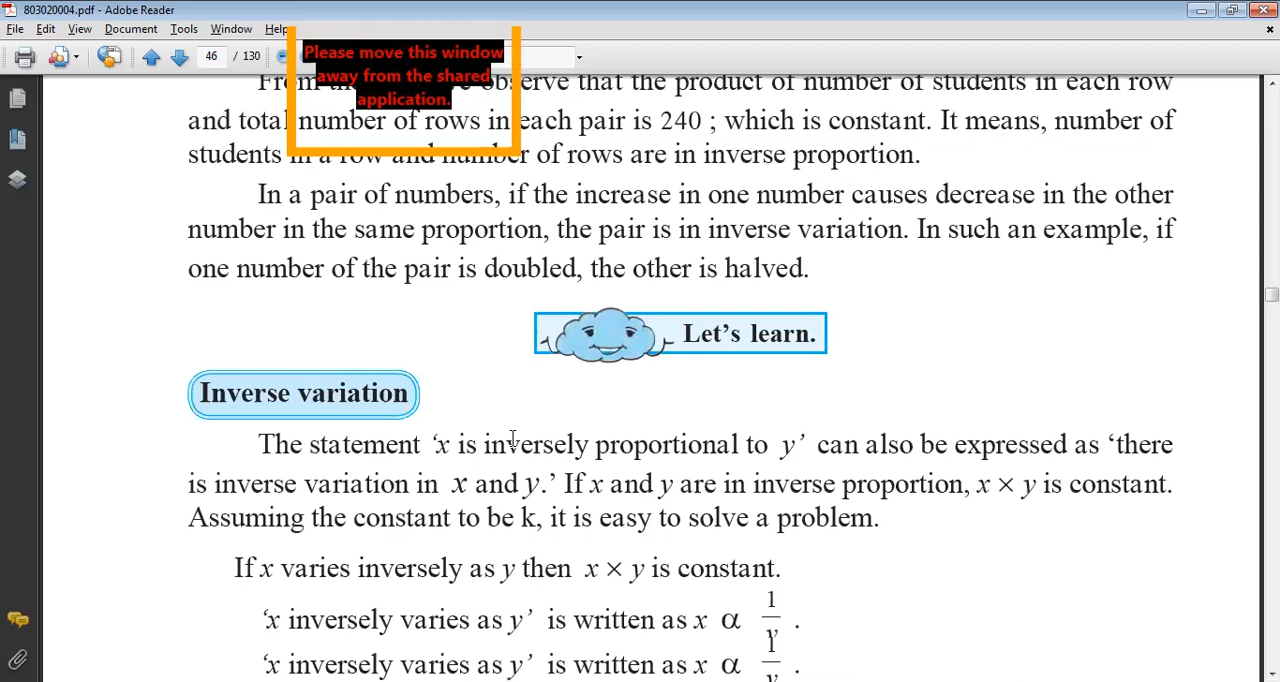 803020004.pdf - Adobe Reader
File Edit View Document Tools Window Help
46 / 130
Please move this window
away from the shared
application.
From observe that the product of number of students in each row
and total number of rows in each pair is 240 ; which is constant. It means, number of
students in a row and number of rows are in inverse proportion.
In a pair of numbers, if the increase in one number causes decrease in the other
number in the same proportion, the pair is in inverse variation. In such an example, if
one number of the pair is doubled, the other is halved.
Let's learn.
Inverse variation
The statement ‘x is inversely proportional to y’ can also be expressed as ‘there
is inverse variation in x and y.’ If x and y are in inverse proportion, x × y is constant.
Assuming the constant to be k, it is easy to solve a problem.
If x varies inversely as y then x × y is constant.
‘x inversely varies as y’ is written as x α 1/y .
‘x inversely varies as y’ is written as x α 1/y .